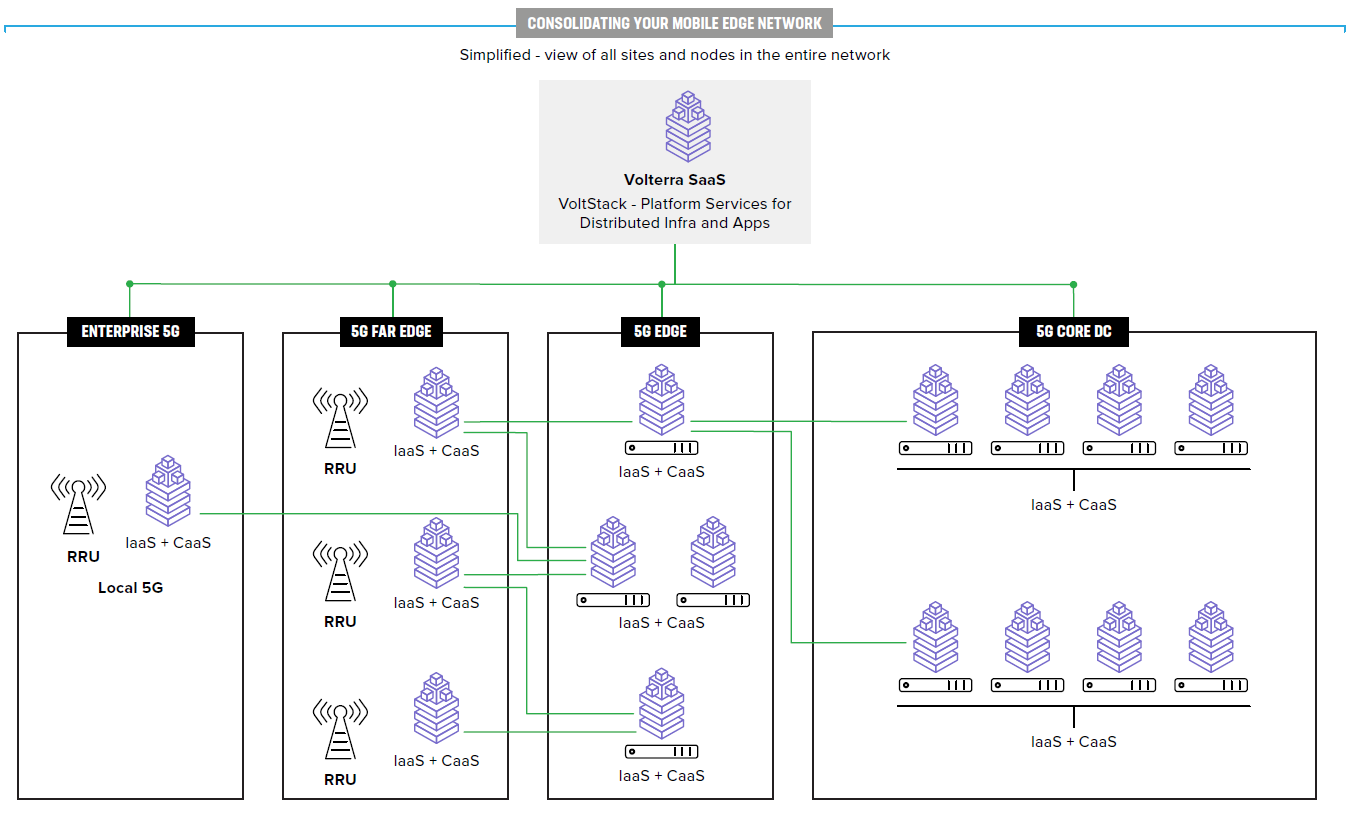 CONSOLIDATING YOUR MOBILE EDGE NETWORK
Simplified - view of all sites and nodes in the entire network
Volterra SaaS
VoltStack - Platform Services for
Distributed Infra and Apps
ENTERPRISE 5G
RRU
IaaS + CaaS
Local 5G
5G FAR EDGE
RRU
IaaS + CaaS
RRU
IaaS + CaaS
RRU
IaaS + CaaS
5G EDGE
IaaS + CaaS
IaaS + CaaS
IaaS + CaaS
5G CORE DC
IaaS + CaaS
IaaS + CaaS